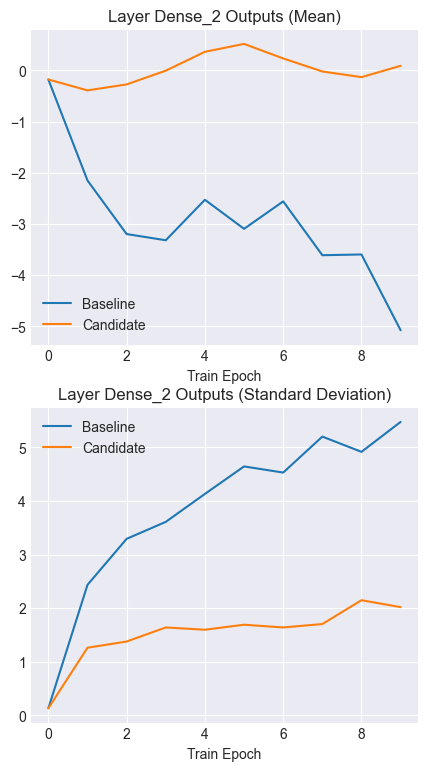 Layer Dense_2 Outputs (Mean)
0
−1
−2
−3
−4
−5
Baseline
Candidate
0 2 4 6 8
Train Epoch
Layer Dense_2 Outputs (Standard Deviation)
Baseline
Candidate
5
4
3
2
1
0
0 2 4 6 8
Train Epoch